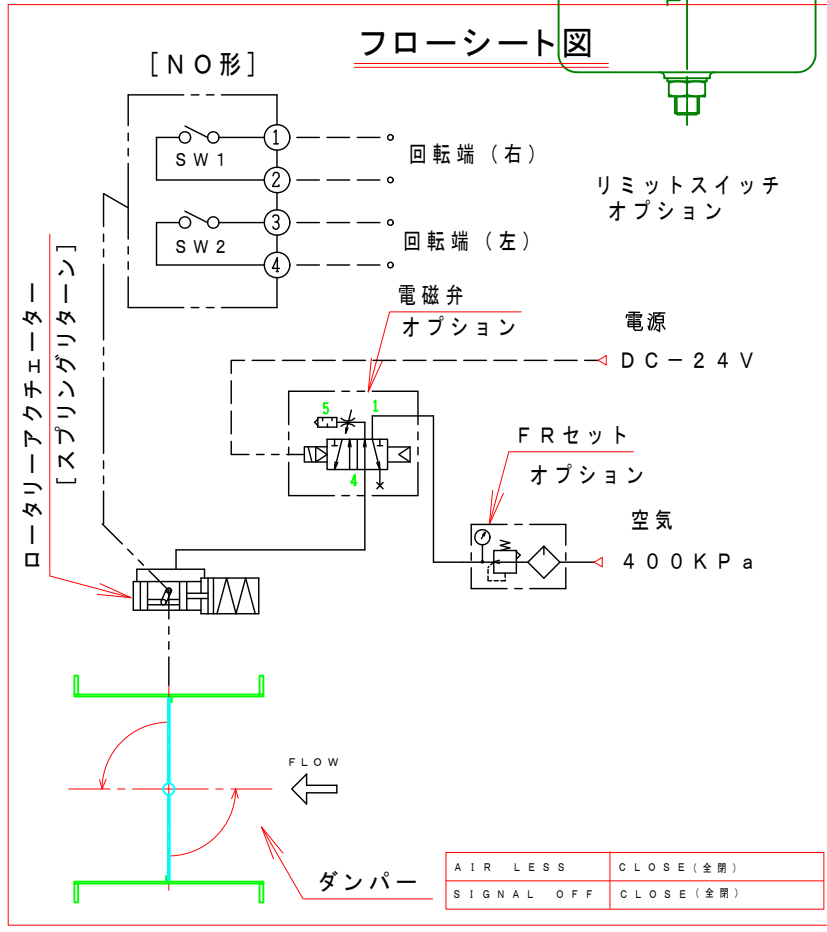 フローシート図
[ＮＯ形]
①
ＳＷ１
②
回転端（右）
③
ＳＷ２
④
回転端（左）
リミットスイッチ
オプション
ロータリーアクチェーター
[スプリングリターン]
電磁弁
オプション
電源
ＤＣ－２４Ｖ
5
1
4
ＦＲセット
オプション
空気
４００ＫＰａ
ＦＬＯＷ
ダンパー
ＡＩＲ　ＬＥＳＳ　ＣＬＯＳＥ(全閉)
ＳＩＧＮＡＬ　ＯＦＦ　ＣＬＯＳＥ(全閉)